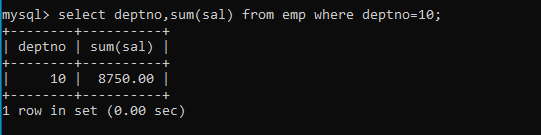 mysql> select deptno,sum(sal) from emp where deptno=10;
+--------+----------+
| deptno | sum(sal) |
+--------+----------+
|     10 |  8750.00 |
+--------+----------+
1 row in set (0.00 sec)